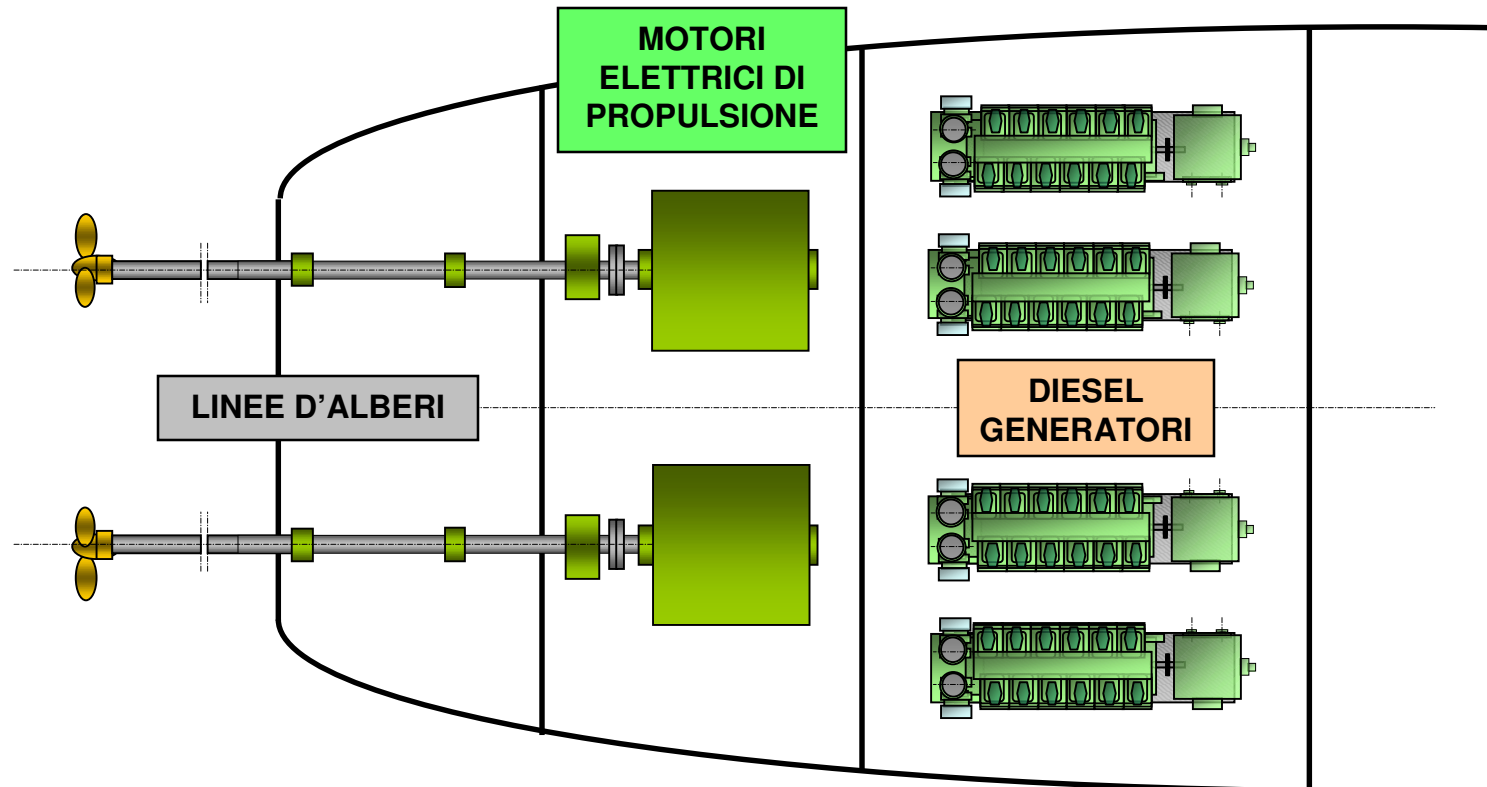 MOTORI
ELETTRICI DI
PROPULSIONE
LINEE D’ALBERI
DIESEL
GENERATORI